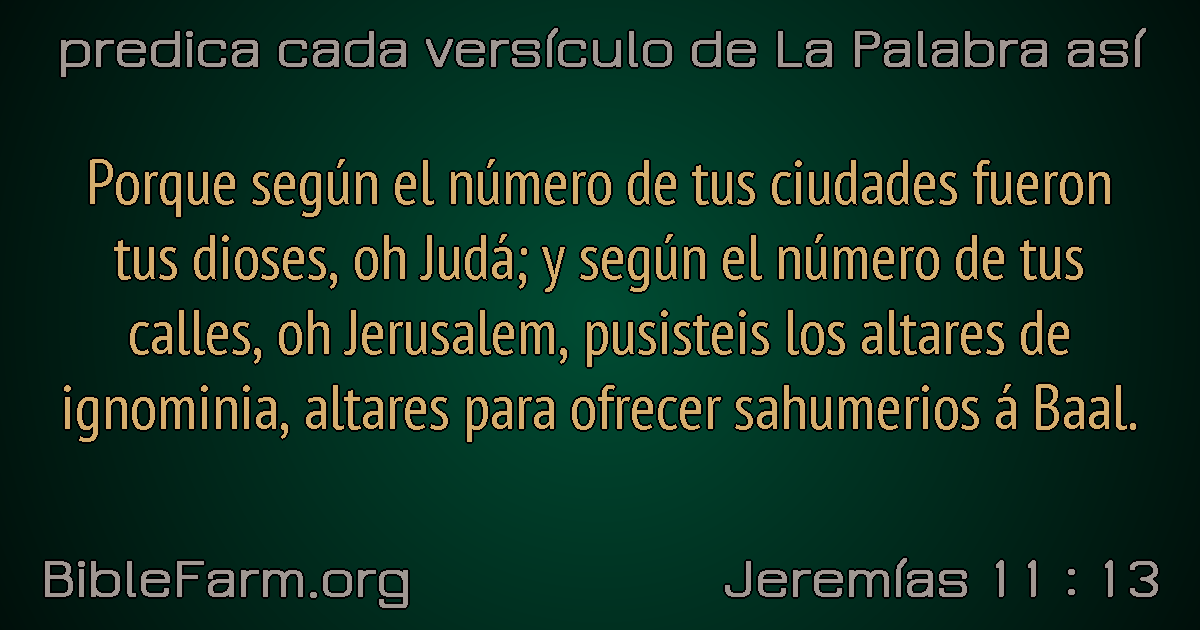 predica cada versículo de La Palabra así
Porque según el número de tus ciudades fueron
tus dioses, oh Judá; y según el número de tus
calles, oh Jerusalem, pusisteis los altares de
ignominia, altares para ofrecer sahumerios á Baal.
BibleFarm.org
Jeremías 11 : 13